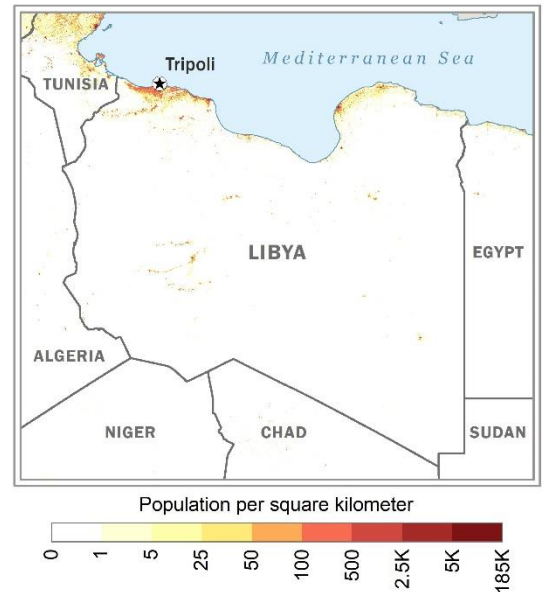 Tripoli
Mediterranean Sea
TUNISIA
LIBYA
EGYPT
ALGERIA
NIGER
CHAD
SUDAN
Population per square kilometer
0 1 5 25 50 100 500 2.5K 5K 185K